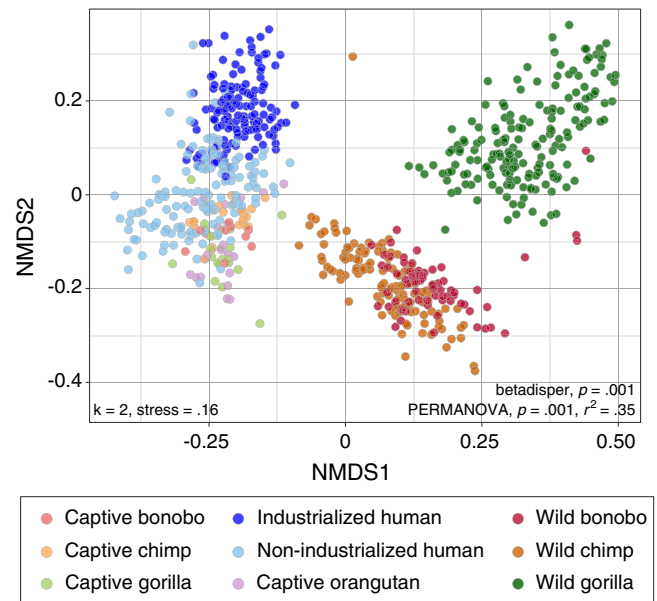 NMDS2
0.2
0
-0.2
-0.4
betadisper, p = .001
k = 2, stress = .16
PERMANOVA, p = .001, r² = .35
-0.25
0
0.25
0.50
NMDS1
Captive bonobo
Industrialized human
Wild bonobo
Captive chimp
Non-industrialized human
Wild chimp
Captive gorilla
Captive orangutan
Wild gorilla